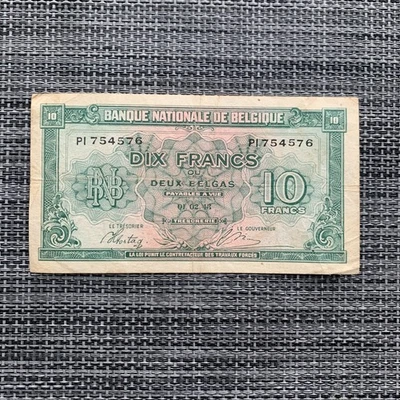 10 10
BANQUE NATIONALE DE BELGIQUE
PI 754576 PI 754576
DIX FRANCS
OU
DEUX BELGAS
PAYABLES A VUE
01·02·43
TRÉSORERIE
10
FRANCS
LE TRÉSORIER LE GOUVERNEUR
LA LOI PUNIT LE CONTREFACTEUR DES TRAVAUX FORCÉS